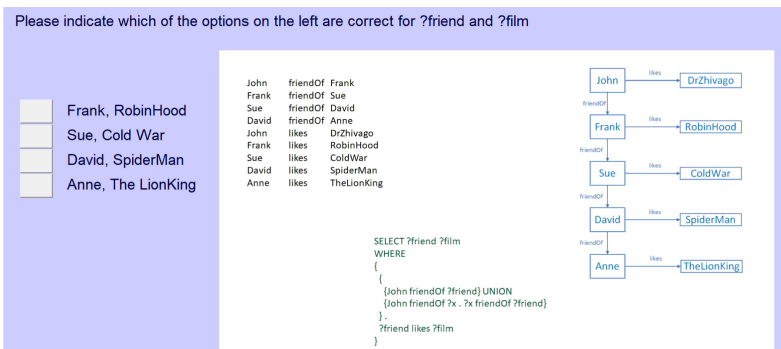 Please indicate which of the options on the left are correct for ?friend and ?film
Frank, RobinHood
Sue, Cold War
David, SpiderMan
Anne, The LionKing
John friendOf Frank
Frank friendOf Sue
Sue friendOf David
David friendOf Anne
John likes DrZhivago
Frank likes RobinHood
Sue likes ColdWar
David likes SpiderMan
Anne likes TheLionKing
SELECT ?friend ?film
WHERE
{
{
{John friendOf ?friend} UNION
{John friendOf ?x . ?x friendOf ?friend}
} .
?friend likes ?film
}
John likes DrZhivago
friendOf
Frank likes RobinHood
friendOf
Sue likes ColdWar
friendOf
David likes SpiderMan
friendOf
Anne likes TheLionKing